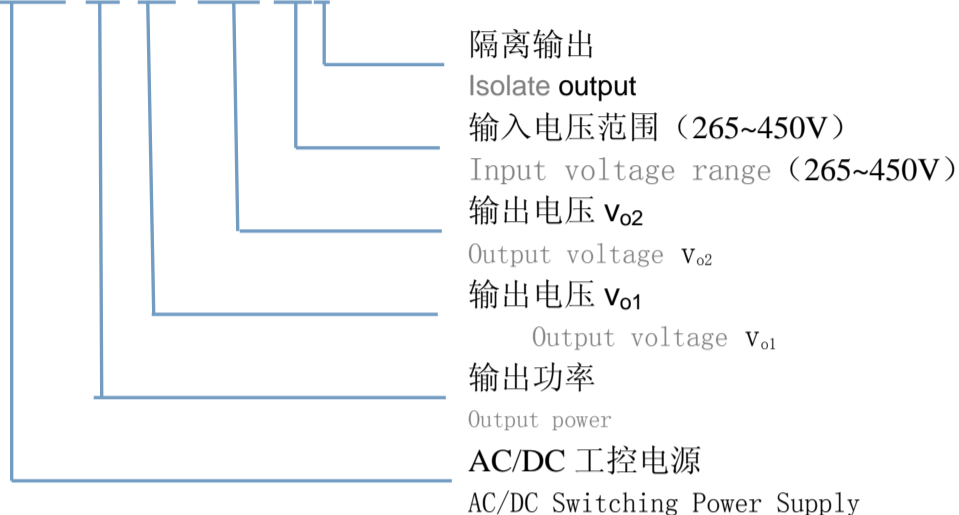 隔离输出
Isolate output
输入电压范围（265~450V）
Input voltage range（265~450V）
输出电压 Vo2
Output voltage Vo2
输出电压 Vo1
Output voltage Vo1
输出功率
Output power
AC/DC 工控电源
AC/DC Switching Power Supply